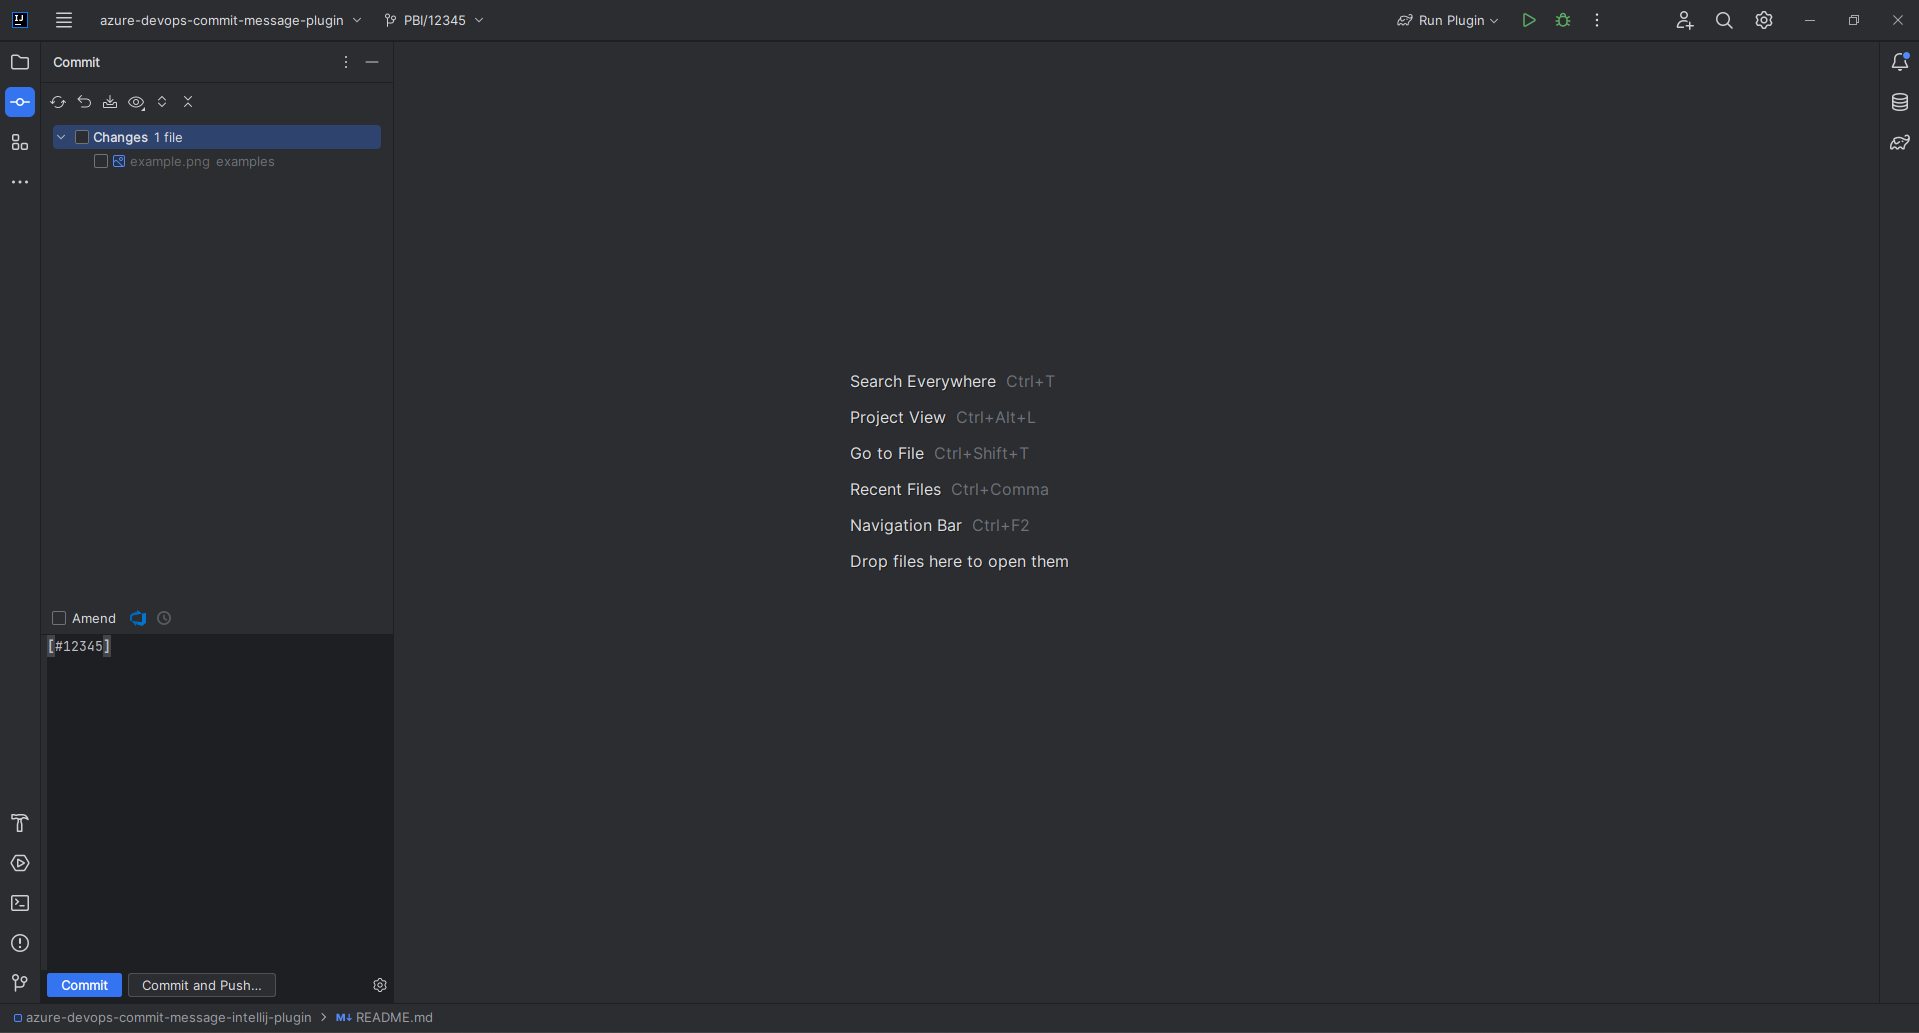 IJ azure-devops-commit-message-plugin PBI/12345 Run Plugin
Commit
Changes 1 file
example.png examples
Search Everywhere Ctrl+T
Project View Ctrl+Alt+L
Go to File Ctrl+Shift+T
Recent Files Ctrl+Comma
Navigation Bar Ctrl+F2
Drop files here to open them
Amend
[#12345]
Commit Commit and Push...
azure-devops-commit-message-intellij-plugin > M↓ README.md